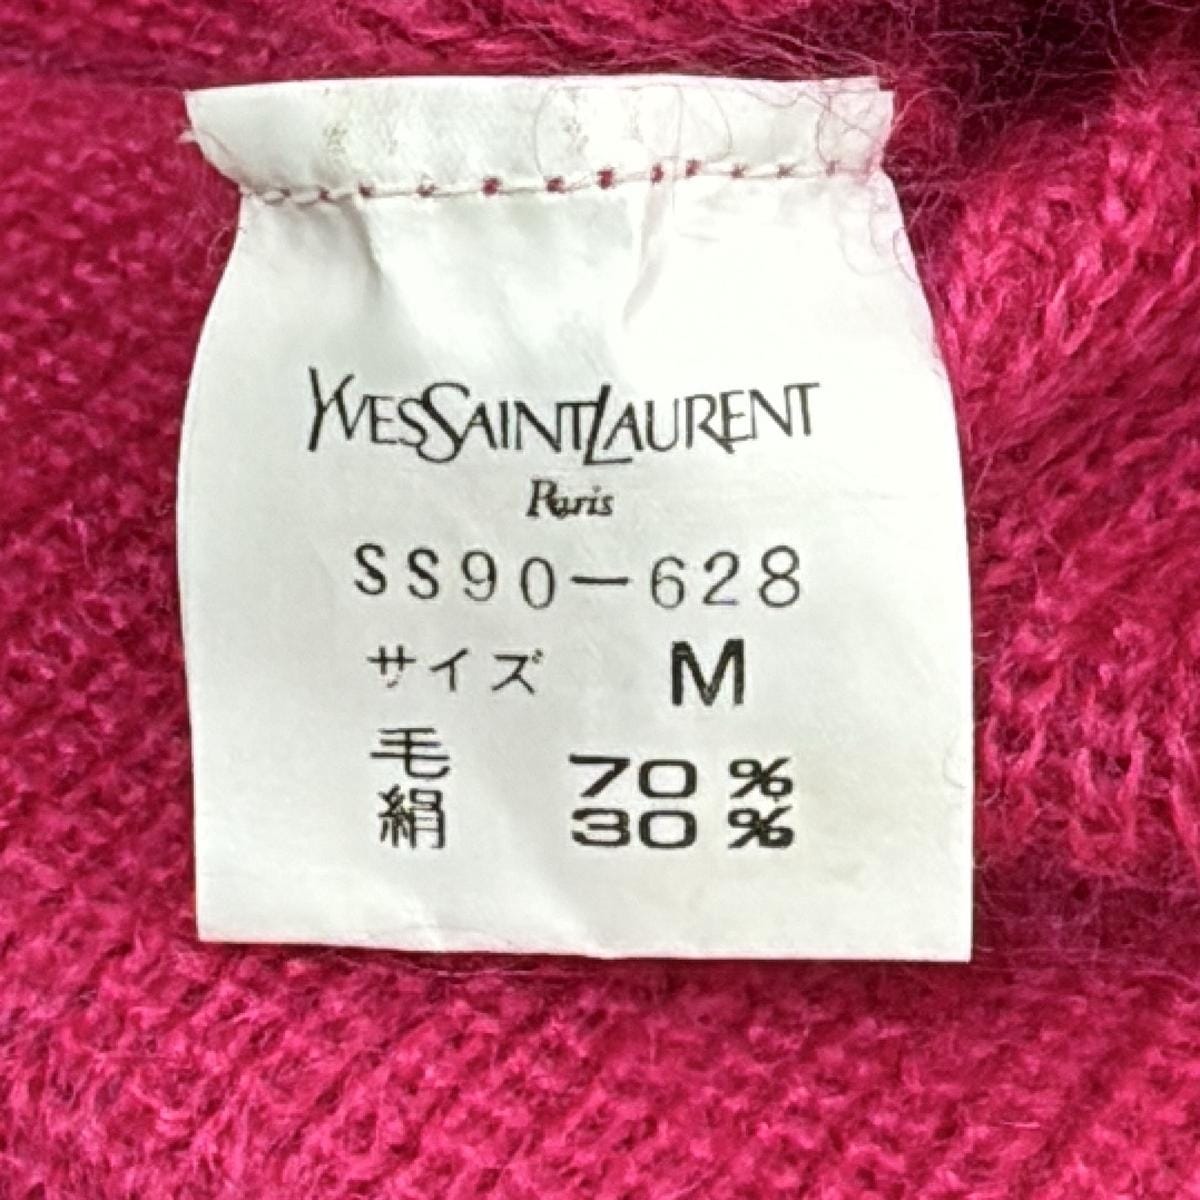 YVESSAINTLAURENT
Paris
SS90-628
サイズ M
毛 70%
絹 30%